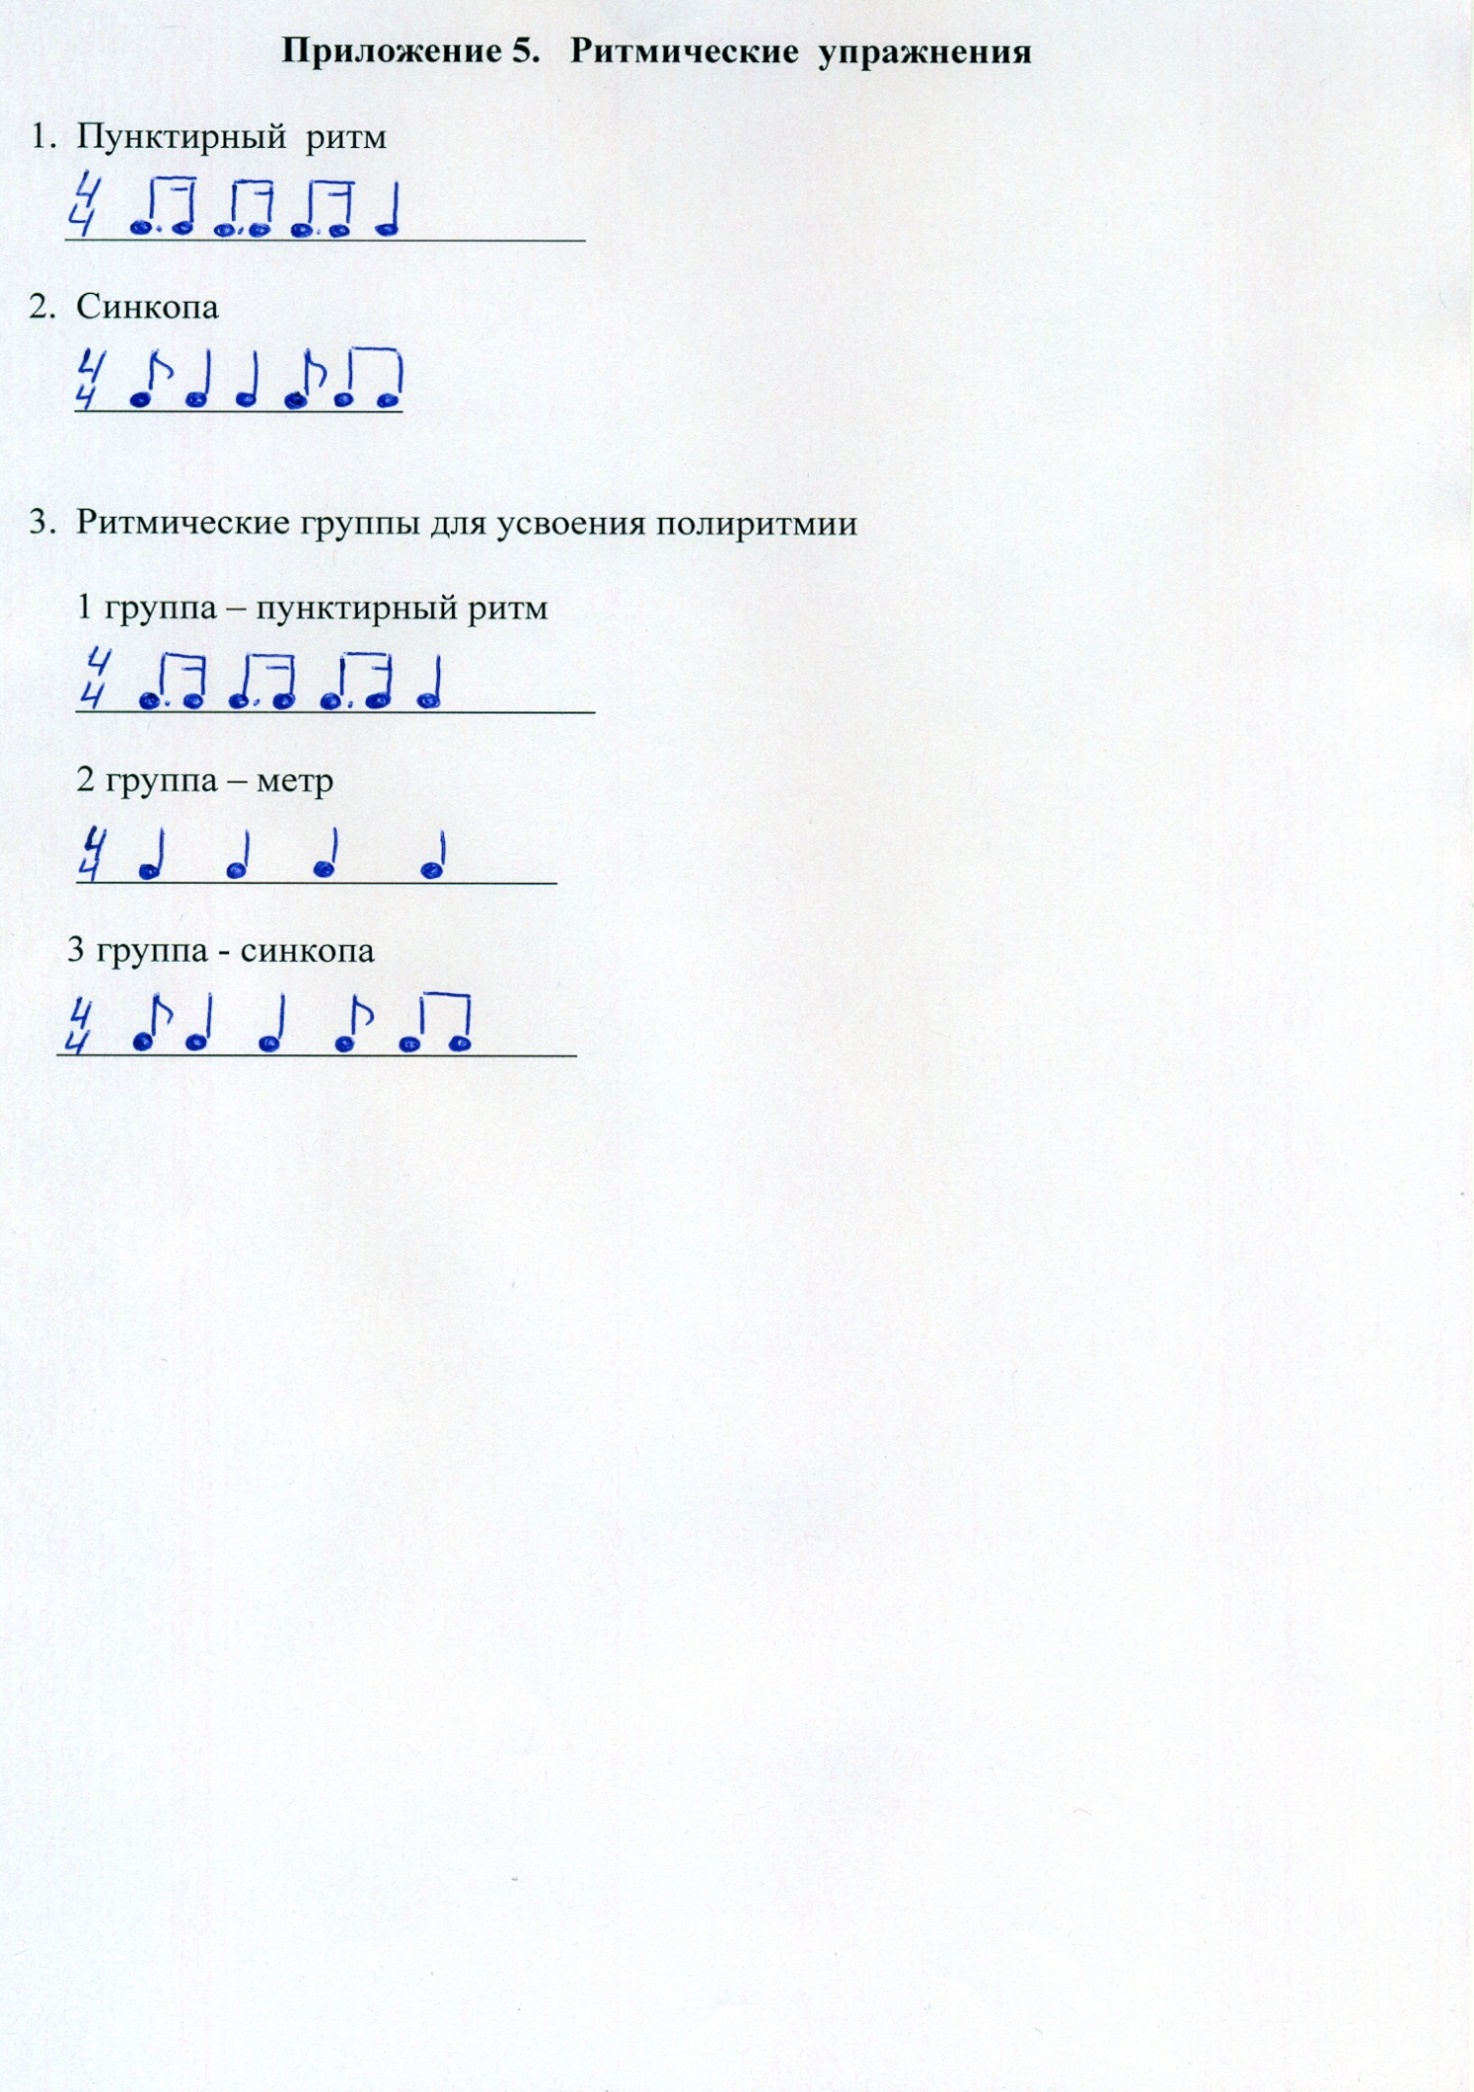 Приложение 5. Ритмические упражнения
1. Пунктирный ритм
4
4
2. Синкопа
4
4
3. Ритмические группы для усвоения полиритмии
1 группа – пунктирный ритм
4
4
2 группа – метр
4
4
3 группа - синкопа
4
4